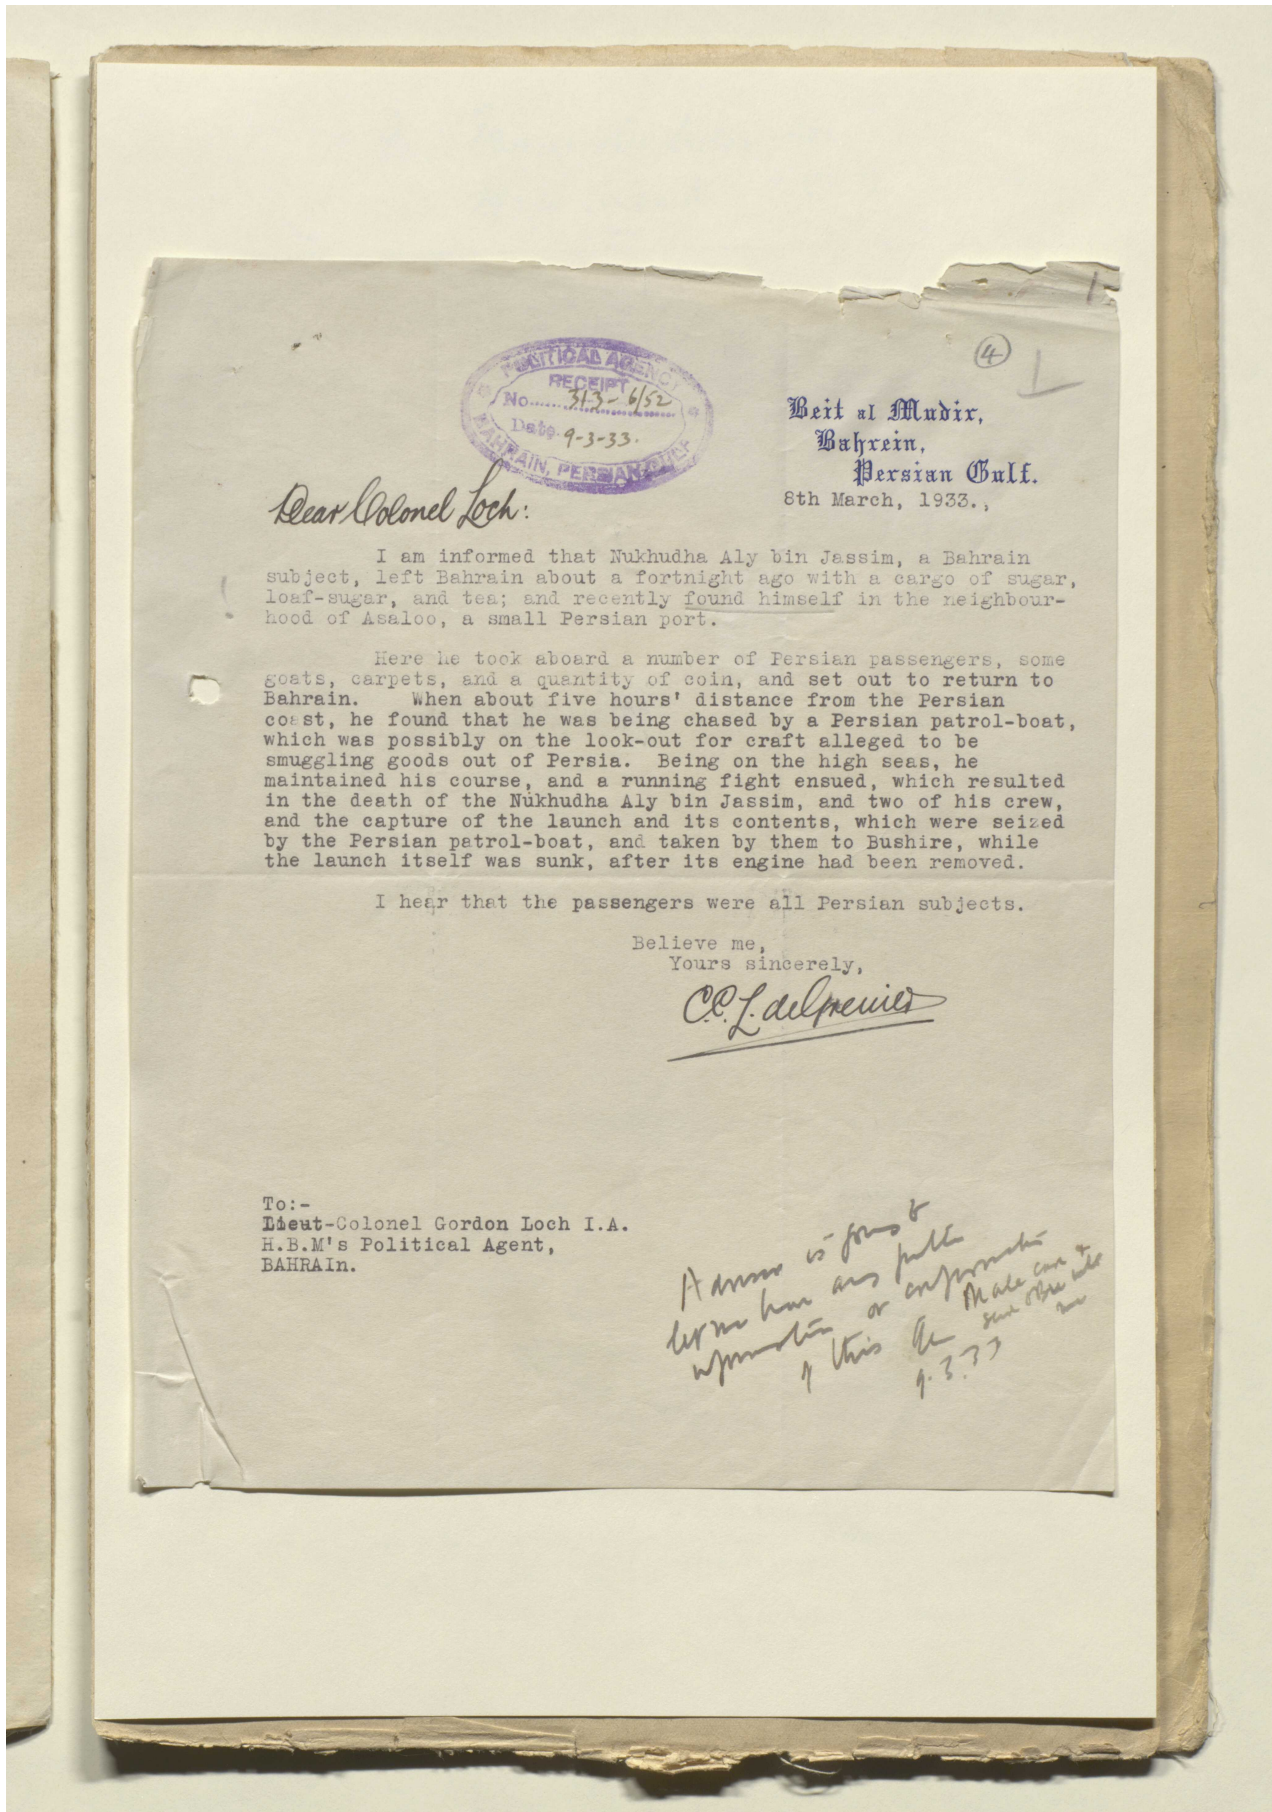 4
POLITICAL AGENCY
RECEIPT
No. 313 - 6/52
Date 9-3-33.
BAHRAIN, PERSIAN GULF
Beit al Mudir,
Bahrein,
Persian Gulf.
8th March, 1933.,
Dear Colonel Loch:
I am informed that Nukhudha Aly bin Jassim, a Bahrain
subject, left Bahrain about a fortnight ago with a cargo of sugar,
loaf-sugar, and tea; and recently found himself in the neighbour-
hood of Asaloo, a small Persian port.
Here he took aboard a number of Persian passengers, some
goats, carpets, and a quantity of coin, and set out to return to
Bahrain. When about five hours' distance from the Persian
coast, he found that he was being chased by a Persian patrol-boat,
which was possibly on the look-out for craft alleged to be
smuggling goods out of Persia. Being on the high seas, he
maintained his course, and a running fight ensued, which resulted
in the death of the Nukhudha Aly bin Jassim, and two of his crew,
and the capture of the launch and its contents, which were seized
by the Persian patrol-boat, and taken by them to Bushire, while
the launch itself was sunk, after its engine had been removed.
I hear that the passengers were all Persian subjects.
Believe me,
Yours sincerely,
C.C.L. deGrenier
To:-
Lieut-Colonel Gordon Loch I.A.
H.B.M's Political Agent,
BAHRAIn.
is
let me have any
or
of this
9.3.33